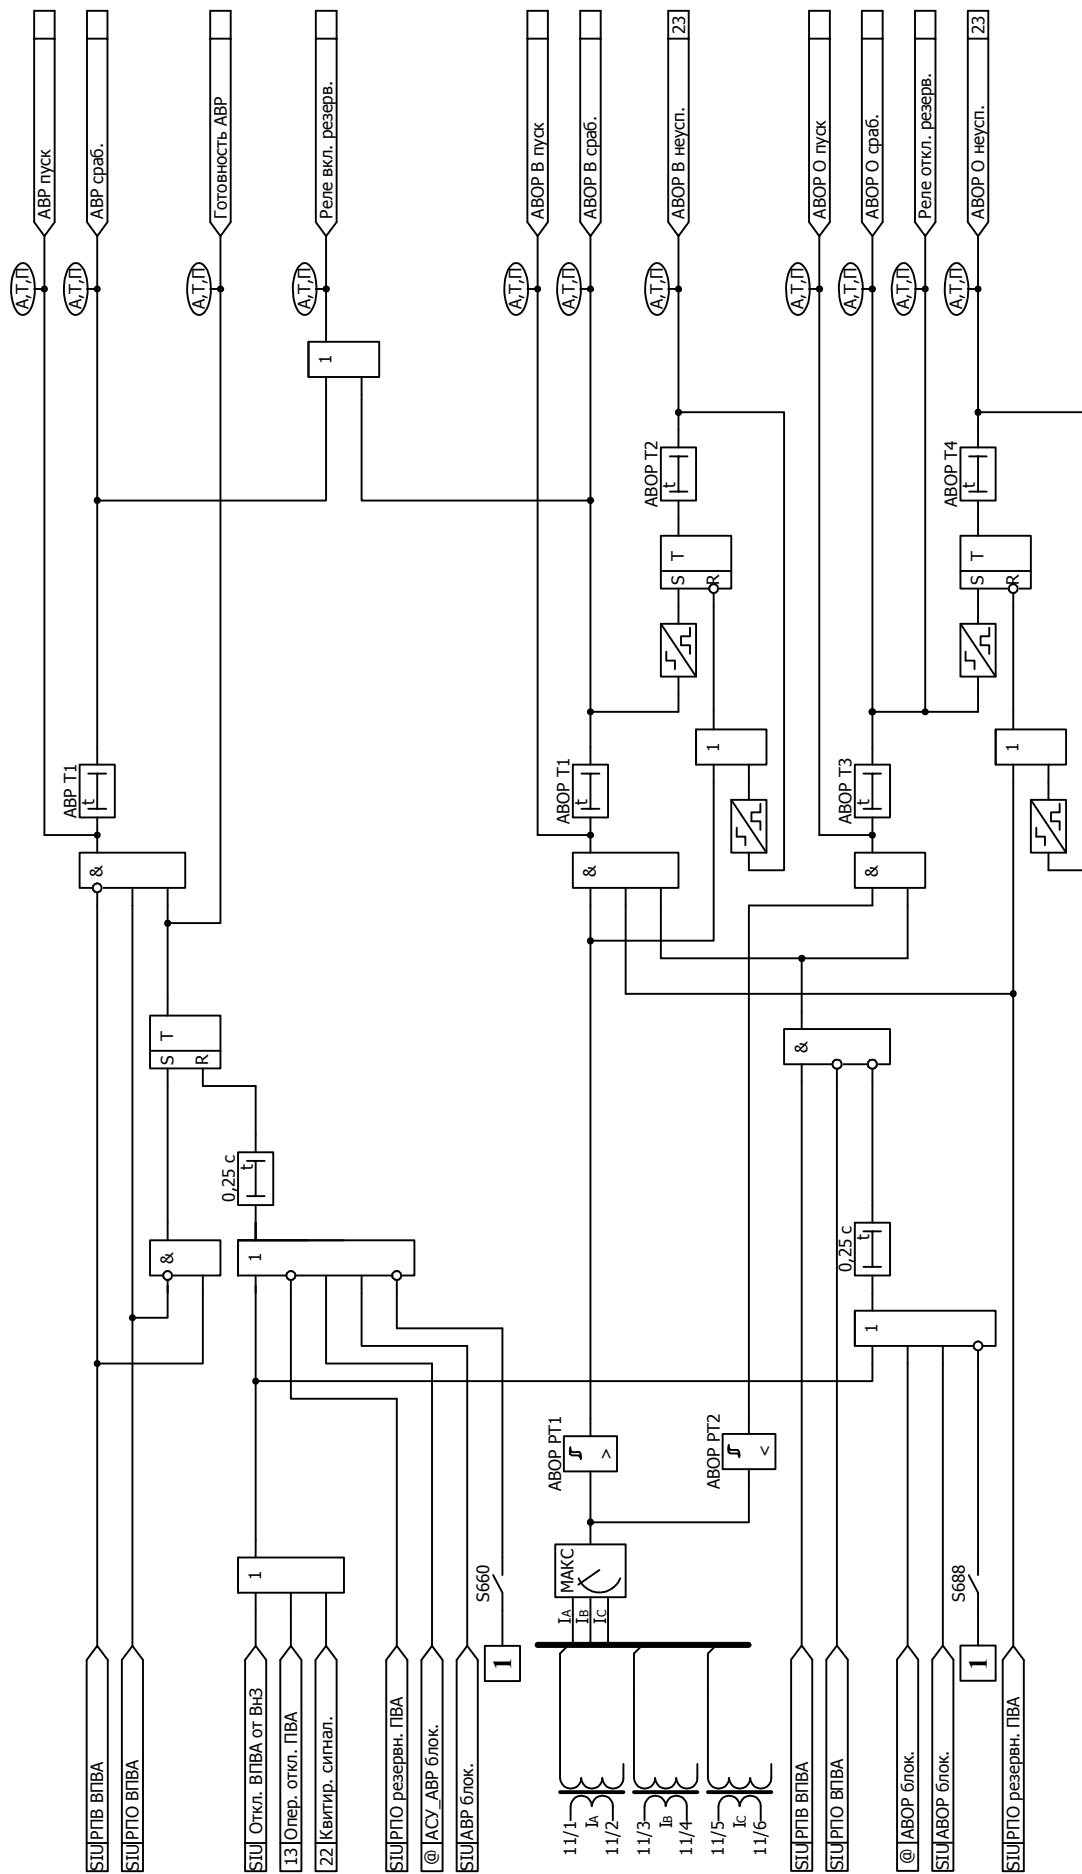 АВР пуск
АВР сраб.
Готовность АВР
Реле вкл. резерв.
АВОР В пуск
АВОР В сраб.
23 АВОР В неусп.
АВОР О пуск
АВОР О сраб.
Реле откл. резерв.
23 АВОР О неусп.
А,Т,П
А,Т,П
А,Т,П
А,Т,П
А,Т,П
А,Т,П
А,Т,П
А,Т,П
А,Т,П
А,Т,П
А,Т,П
1
АВОР Т2
t
АВОР Т4
t
S T
R
S T
R
АВР Т1
t
АВОР Т1
t
1
АВОР Т3
t
1
&
&
&
S T
R
&
0,25 с
t
&
1
0,25 с
t
1
АВОР РТ1
>
АВОР РТ2
<
1
МАКС
IA
IB
IC
S660
1
S688
1
SIU РПВ ВПВА
SIU РПО ВПВА
SIU Откл. ВПВА от ВнЗ
13 Опер. откл. ПВА
22 Квитир. сигнал.
SIU РПО резервн. ПВА
@ АСУ_АВР блок.
SIU АВР блок.
11/1
IA
11/2
11/3
IB
11/4
11/5
IC
11/6
SIU РПВ ВПВА
SIU РПО ВПВА
@ АВОР блок.
SIU АВОР блок.
SIU РПО резервн. ПВА